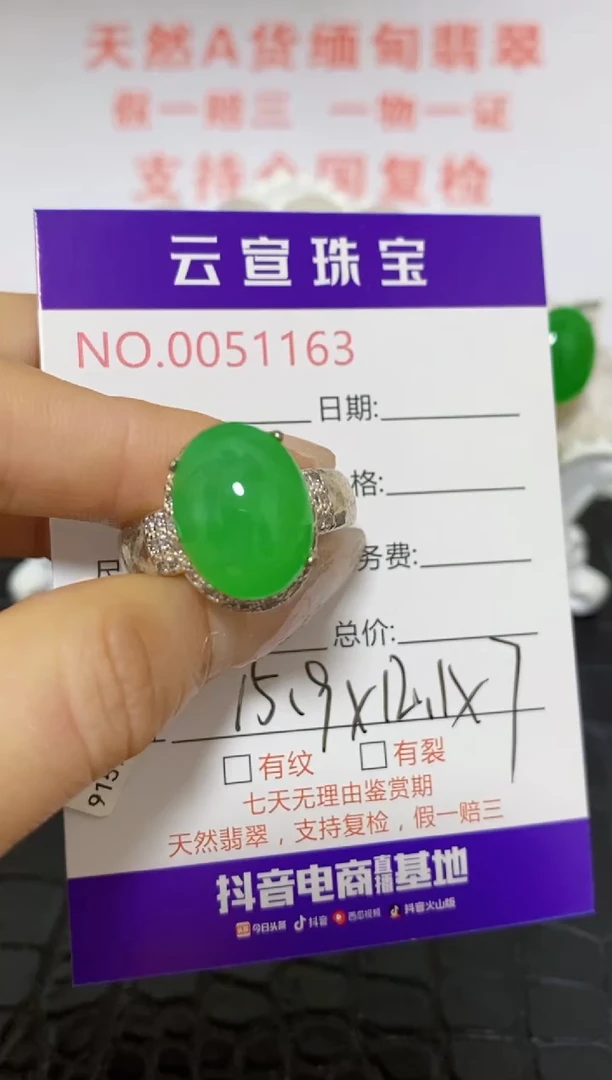 天然A货缅甸翡翠
假一赔三 一物一证
支持全国复检
云宣珠宝
NO.0051163
日期:
格:
尺
务费:
总价:
15.9X12.1X7
有纹 有裂
915
七天无理由鉴赏期
天然翡翠，支持复检，假一赔三
抖音电商直播基地
今日头条 抖音 西瓜视频 抖音火山版